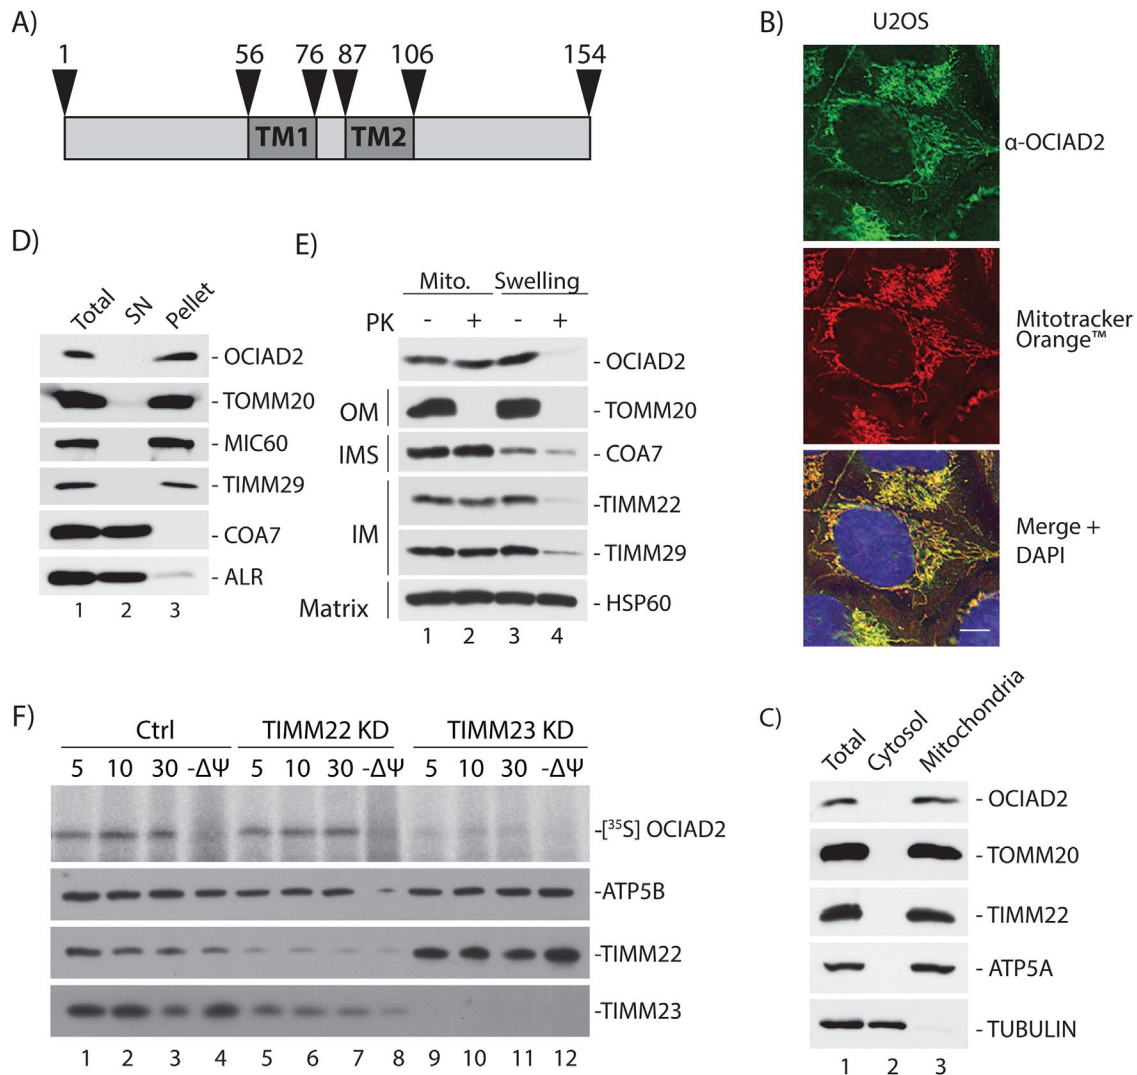 A)
1 56 76 87 106 154
TM1 TM2
B)
U2OS
α-OCIAD2
Mitotracker
Orange™
Merge +
DAPI
D)
Total SN Pellet
- OCIAD2
- TOMM20
- MIC60
- TIMM29
- COA7
- ALR
1 2 3
E)
Mito. Swelling
PK - + - +
- OCIAD2
OM - TOMM20
IMS - COA7
IM
-TIMM22
- TIMM29
Matrix - HSP60
1 2 3 4
F)
Ctrl TIMM22 KD TIMM23 KD
5 10 30 -ΔΨ 5 10 30 -ΔΨ 5 10 30 -ΔΨ
-[³⁵S] OCIAD2
-ATP5B
-TIMM22
-TIMM23
1 2 3 4 5 6 7 8 9 10 11 12
C)
Total Cytosol Mitochondria
- OCIAD2
- TOMM20
- TIMM22
- ATP5A
- TUBULIN
1 2 3